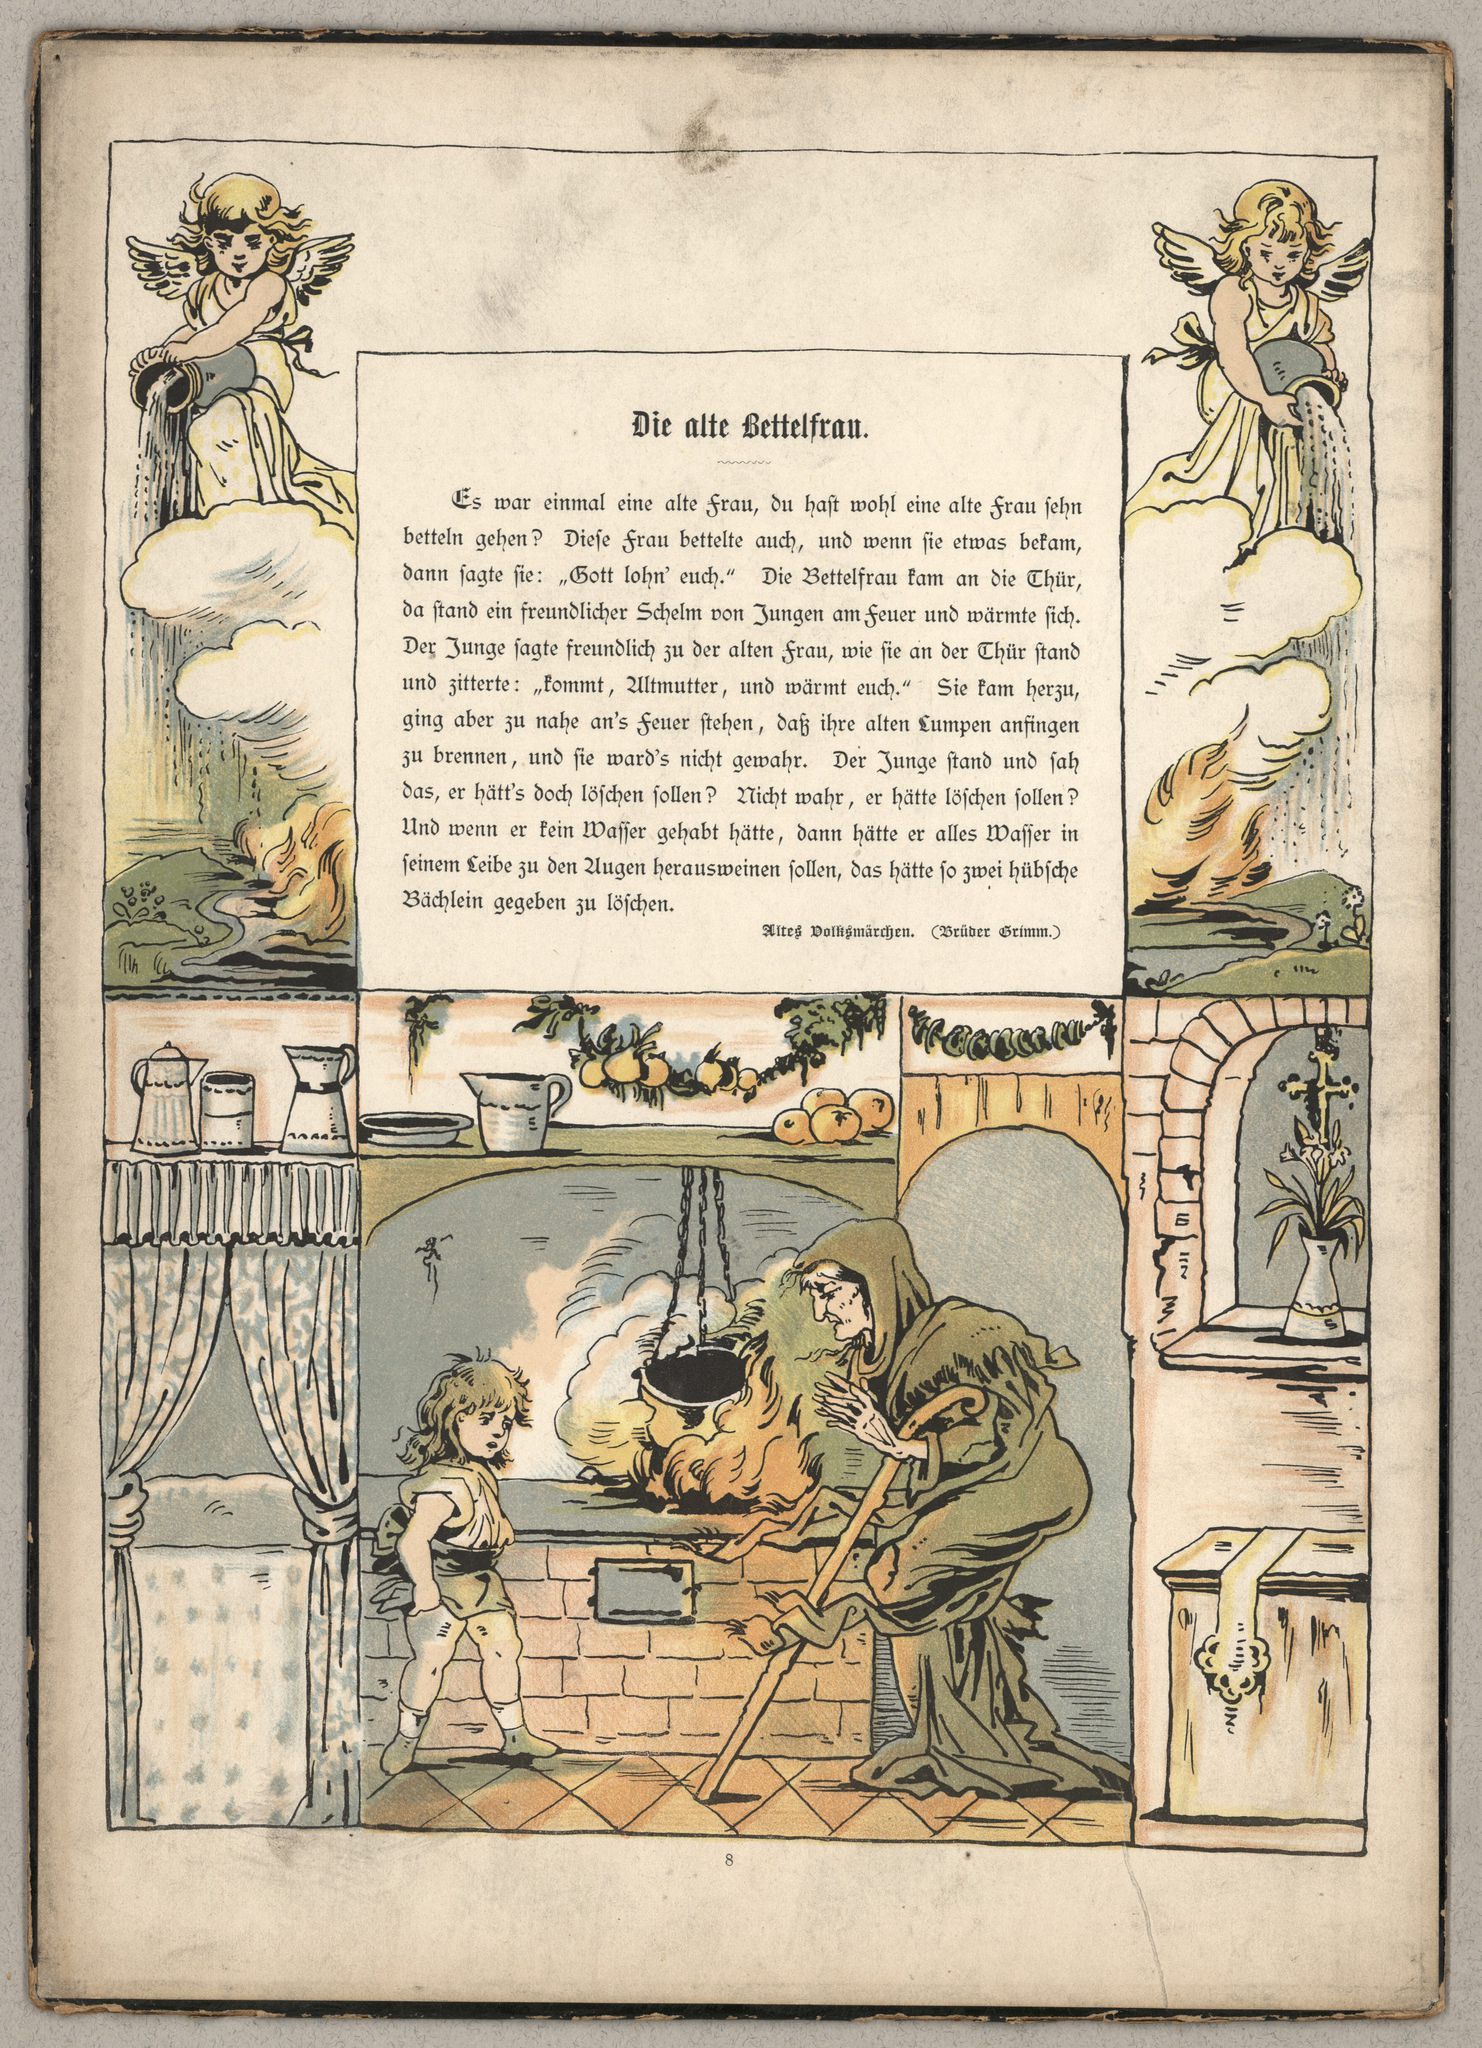 Die alte Bettelfrau.
Es war einmal eine alte Frau, du hast wohl eine alte Frau sehn
betteln gehen? Diese Frau bettelte auch, und wenn sie etwas bekam,
dann sagte sie: „Gott lohn' euch.“ Die Bettelfrau kam an die Thür,
da stand ein freundlicher Schelm von Jungen am Feuer und wärmte sich.
Der Junge sagte freundlich zu der alten Frau, wie sie an der Thür stand
und zitterte: „kommt, Altmutter, und wärmt euch.“ Sie kam herzu,
ging aber zu nahe an's Feuer stehen, daß ihre alten Lumpen anfingen
zu brennen, und sie ward's nicht gewahr. Der Junge stand und sah
das, er hätt's doch löschen sollen? Nicht wahr, er hätte löschen sollen?
Und wenn er kein Wasser gehabt hätte, dann hätte er alles Wasser in
seinem Leibe zu den Augen herausweinen sollen, das hätte so zwei hübsche
Bächlein gegeben zu löschen.
Altes Volksmärchen. (Brüder Grimm.)
8